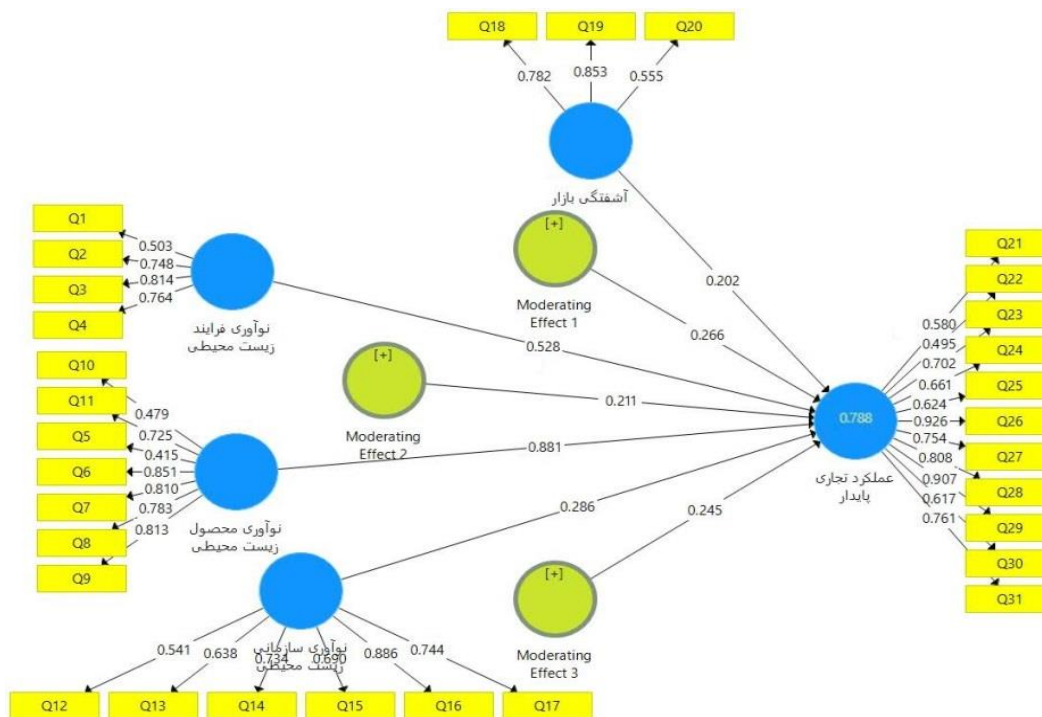 Q18
Q19
Q20
0.782
0.853
0.555
آشفتگی بازار
Q1
Q2
Q3
Q4
0.503
0.748
0.814
0.764
نوآوری فرایند
زیست محیطی
[+]
Moderating
Effect 1
0.202
0.266
0.528
[+]
Moderating
Effect 2
0.211
Q10
Q11
Q5
Q6
Q7
Q8
Q9
0.479
0.725
0.415
0.851
0.810
0.783
0.813
نوآوری محصول
زیست محیطی
0.881
0.286
0.245
0.788
عملکرد تجاری
پایدار
Q21
Q22
Q23
Q24
Q25
Q26
Q27
Q28
Q29
Q30
Q31
0.580
0.495
0.702
0.661
0.624
0.926
0.754
0.808
0.907
0.617
0.761
[+]
Moderating
Effect 3
نوآوری سازمانی
زیست محیطی
0.541
0.638
0.734
0.690
0.886
0.744
Q12
Q13
Q14
Q15
Q16
Q17